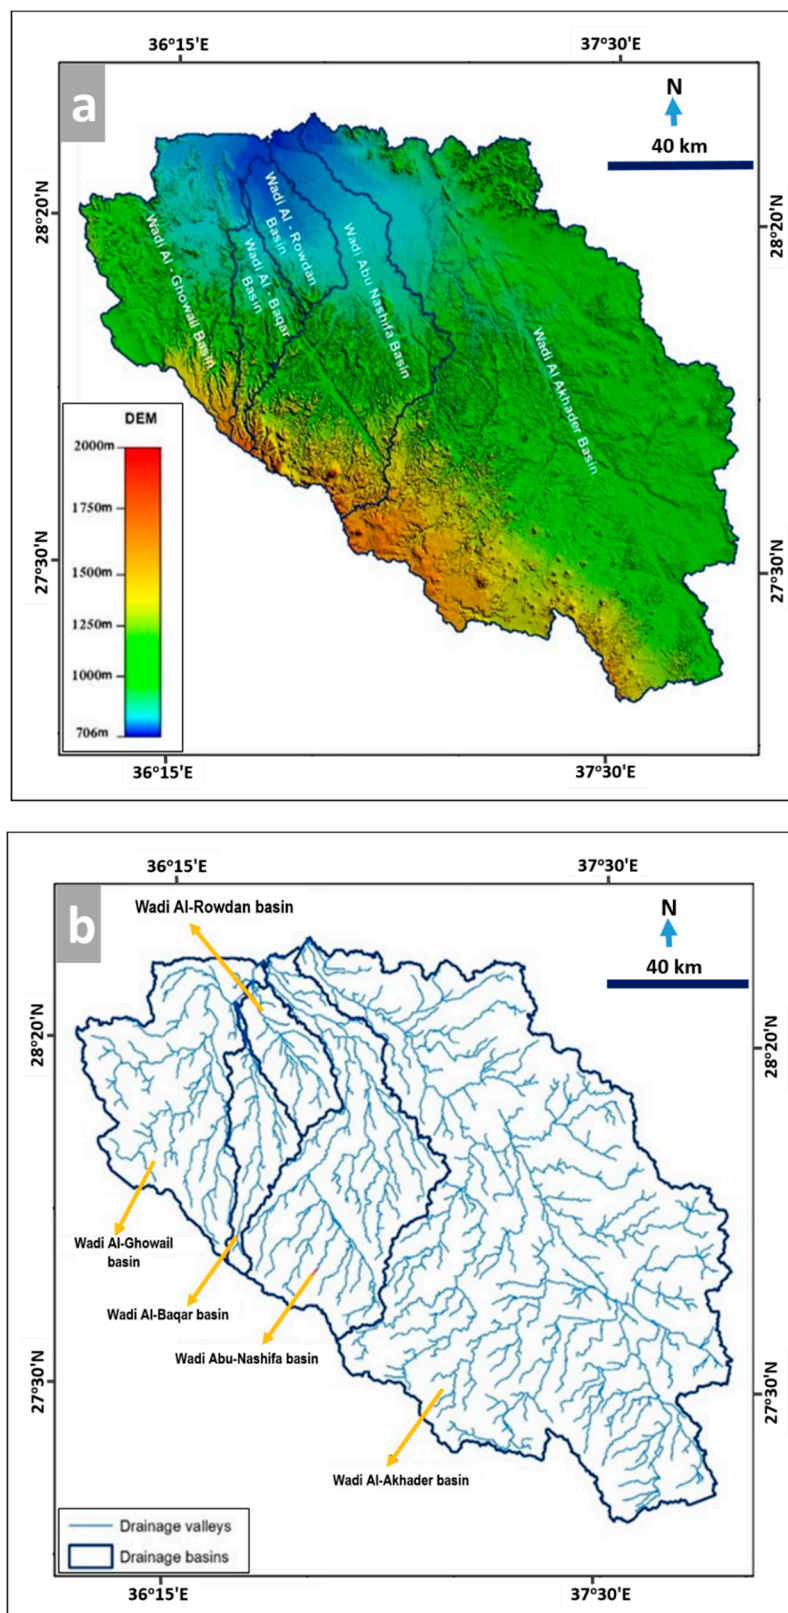 36°15'E
37°30'E
a
N
40 km
28°20'N
28°20'N
Wadi Al - Ghowail Basin
Wadi Al - Baqar
Basin
Wadi Al - Rowdan
Basin
Wadi Abu Nashifa Basin
Wadi Al Akhader Basin
DEM
2000m
1750m
1500m
1250m
1000m
706m
27°30'N
27°30'N
36°15'E
37°30'E
36°15'E
37°30'E
b
Wadi Al-Rowdan basin
N
40 km
28°20'N
28°20'N
Wadi Al-Ghowail
basin
Wadi Al-Baqar basin
Wadi Abu-Nashifa basin
27°30'N
27°30'N
Wadi Al-Akhader basin
Drainage valleys
Drainage basins
36°15'E
37°30'E